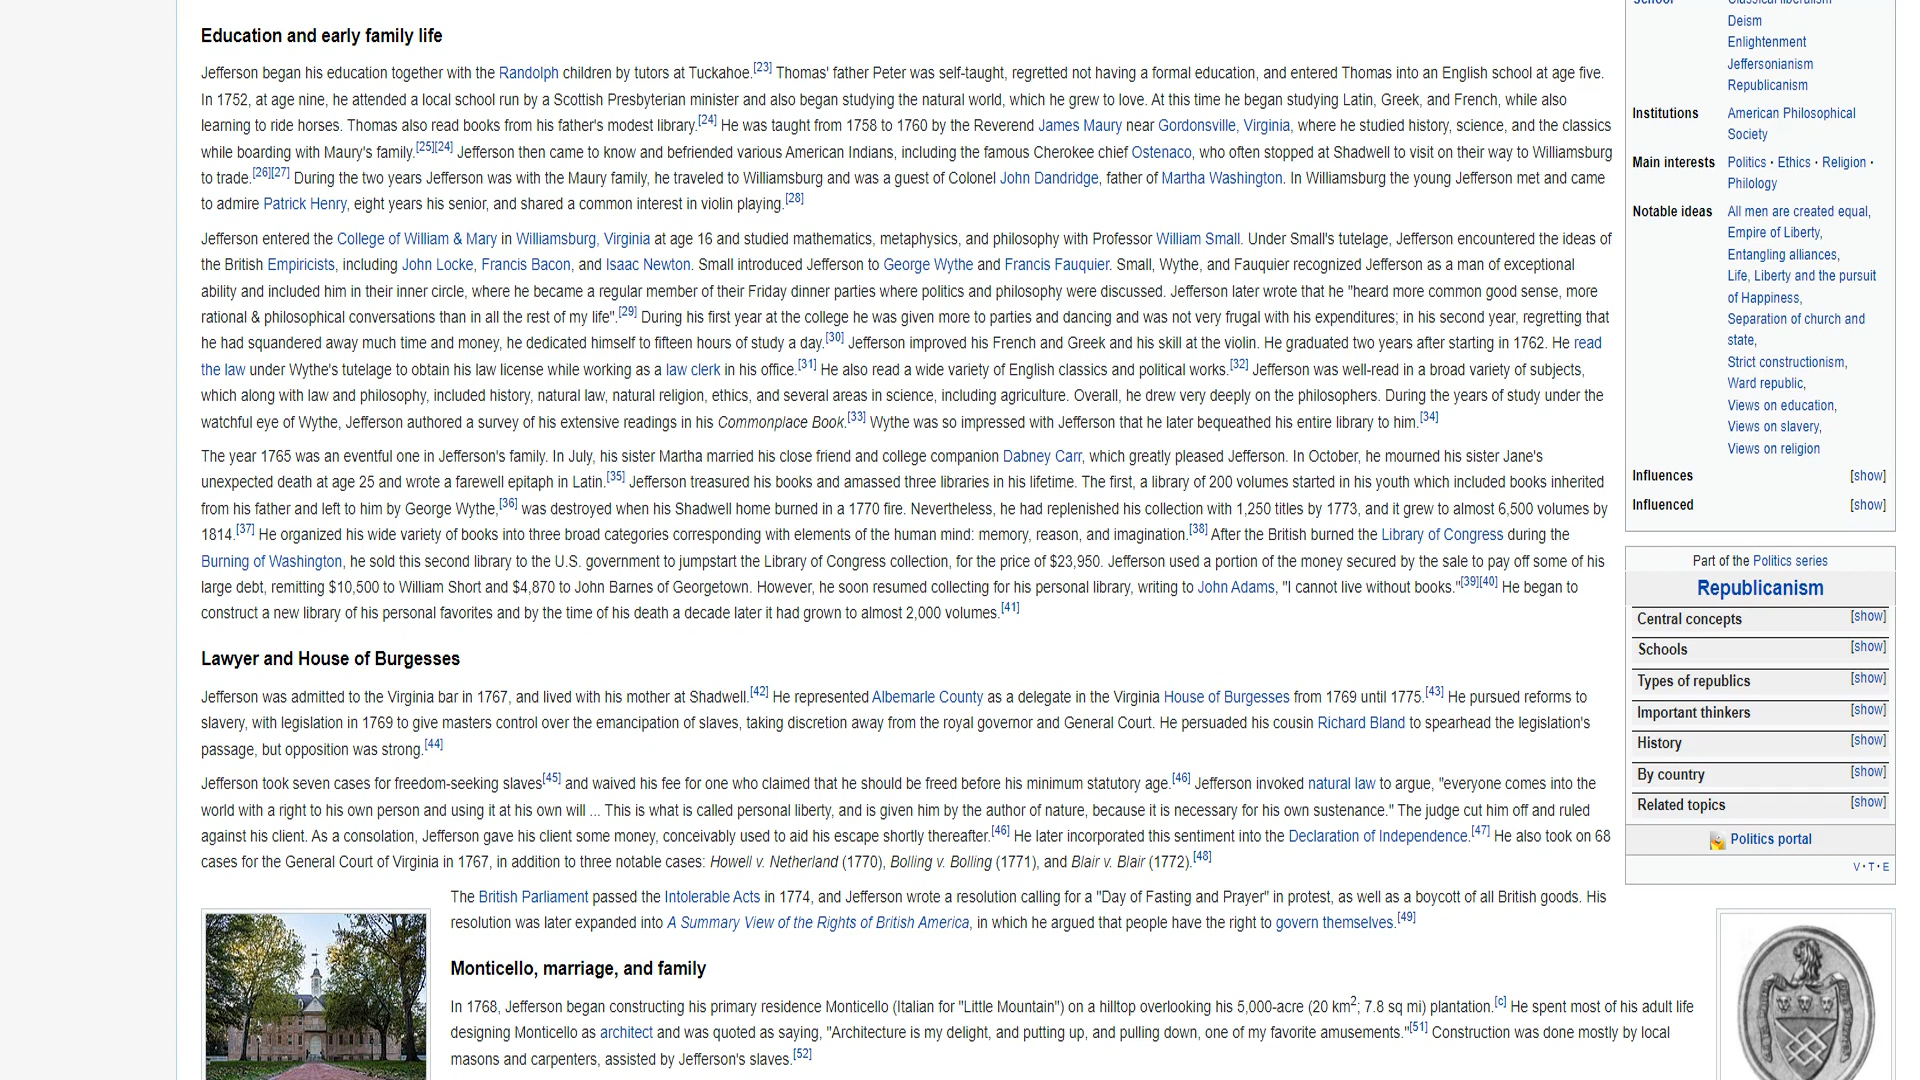 Education and early family life
Jefferson began his education together with the Randolph children by tutors at Tuckahoe.[23] Thomas' father Peter was self-taught, regretted not having a formal education, and entered Thomas into an English school at age five.
In 1752, at age nine, he attended a local school run by a Scottish Presbyterian minister and also began studying the natural world, which he grew to love. At this time he began studying Latin, Greek, and French, while also
learning to ride horses. Thomas also read books from his father's modest library.[24] He was taught from 1758 to 1760 by the Reverend James Maury near Gordonsville, Virginia, where he studied history, science, and the classics
while boarding with Maury's family.[25][24] Jefferson then came to know and befriended various American Indians, including the famous Cherokee chief Ostenaco, who often stopped at Shadwell to visit on their way to Williamsburg
to trade.[26][27] During the two years Jefferson was with the Maury family, he traveled to Williamsburg and was a guest of Colonel John Dandridge, father of Martha Washington. In Williamsburg the young Jefferson met and came
to admire Patrick Henry, eight years his senior, and shared a common interest in violin playing.[28]
Jefferson entered the College of William & Mary in Williamsburg, Virginia at age 16 and studied mathematics, metaphysics, and philosophy with Professor William Small. Under Small's tutelage, Jefferson encountered the ideas of
the British Empiricists, including John Locke, Francis Bacon, and Isaac Newton. Small introduced Jefferson to George Wythe and Francis Fauquier. Small, Wythe, and Fauquier recognized Jefferson as a man of exceptional
ability and included him in their inner circle, where he became a regular member of their Friday dinner parties where politics and philosophy were discussed. Jefferson later wrote that he "heard more common good sense, more
rational & philosophical conversations than in all the rest of my life".[29] During his first year at the college he was given more to parties and dancing and was not very frugal with his expenditures; in his second year, regretting that
he had squandered away much time and money, he dedicated himself to fifteen hours of study a day.[30] Jefferson improved his French and Greek and his skill at the violin. He graduated two years after starting in 1762. He read
the law under Wythe's tutelage to obtain his law license while working as a law clerk in his office.[31] He also read a wide variety of English classics and political works.[32] Jefferson was well-read in a broad variety of subjects,
which along with law and philosophy, included history, natural law, natural religion, ethics, and several areas in science, including agriculture. Overall, he drew very deeply on the philosophers. During the years of study under the
watchful eye of Wythe, Jefferson authored a survey of his extensive readings in his Commonplace Book.[33] Wythe was so impressed with Jefferson that he later bequeathed his entire library to him.[34]
The year 1765 was an eventful one in Jefferson's family. In July, his sister Martha married his close friend and college companion Dabney Carr, which greatly pleased Jefferson. In October, he mourned his sister Jane's
unexpected death at age 25 and wrote a farewell epitaph in Latin.[35] Jefferson treasured his books and amassed three libraries in his lifetime. The first, a library of 200 volumes started in his youth which included books inherited
from his father and left to him by George Wythe,[36] was destroyed when his Shadwell home burned in a 1770 fire. Nevertheless, he had replenished his collection with 1,250 titles by 1773, and it grew to almost 6,500 volumes by
1814.[37] He organized his wide variety of books into three broad categories corresponding with elements of the human mind: memory, reason, and imagination.[38] After the British burned the Library of Congress during the
Burning of Washington, he sold this second library to the U.S. government to jumpstart the Library of Congress collection, for the price of $23,950. Jefferson used a portion of the money secured by the sale to pay off some of his
large debt, remitting $10,500 to William Short and $4,870 to John Barnes of Georgetown. However, he soon resumed collecting for his personal library, writing to John Adams, "I cannot live without books."[39][40] He began to
construct a new library of his personal favorites and by the time of his death a decade later it had grown to almost 2,000 volumes.[41]
Lawyer and House of Burgesses
Jefferson was admitted to the Virginia bar in 1767, and lived with his mother at Shadwell.[42] He represented Albemarle County as a delegate in the Virginia House of Burgesses from 1769 until 1775.[43] He pursued reforms to
slavery, with legislation in 1769 to give masters control over the emancipation of slaves, taking discretion away from the royal governor and General Court. He persuaded his cousin Richard Bland to spearhead the legislation's
passage, but opposition was strong.[44]
Jefferson took seven cases for freedom-seeking slaves[45] and waived his fee for one who claimed that he should be freed before his minimum statutory age.[46] Jefferson invoked natural law to argue, "everyone comes into the
world with a right to his own person and using it at his own will ... This is what is called personal liberty, and is given him by the author of nature, because it is necessary for his own sustenance." The judge cut him off and ruled
against his client. As a consolation, Jefferson gave his client some money, conceivably used to aid his escape shortly thereafter.[46] He later incorporated this sentiment into the Declaration of Independence.[47] He also took on 68
cases for the General Court of Virginia in 1767, in addition to three notable cases: Howell v. Netherland (1770), Bolling v. Bolling (1771), and Blair v. Blair (1772).[48]
The British Parliament passed the Intolerable Acts in 1774, and Jefferson wrote a resolution calling for a "Day of Fasting and Prayer" in protest, as well as a boycott of all British goods. His
resolution was later expanded into A Summary View of the Rights of British America, in which he argued that people have the right to govern themselves.[49]
Monticello, marriage, and family
In 1768, Jefferson began constructing his primary residence Monticello (Italian for "Little Mountain") on a hilltop overlooking his 5,000-acre (20 km2; 7.8 sq mi) plantation.[c] He spent most of his adult life
designing Monticello as architect and was quoted as saying, "Architecture is my delight, and putting up, and pulling down, one of my favorite amusements."[51] Construction was done mostly by local
masons and carpenters, assisted by Jefferson's slaves.[52]
School Classical liberalism
Deism
Enlightenment
Jeffersonianism
Republicanism
Institutions American Philosophical
Society
Main interests Politics · Ethics · Religion ·
Philology
Notable ideas All men are created equal,
Empire of Liberty,
Entangling alliances,
Life, Liberty and the pursuit
of Happiness,
Separation of church and
state,
Strict constructionism,
Ward republic,
Views on education,
Views on slavery,
Views on religion
Influences [show]
Influenced [show]
Part of the Politics series
Republicanism
Central concepts [show]
Schools [show]
Types of republics [show]
Important thinkers [show]
History [show]
By country [show]
Related topics [show]
Politics portal
V · T · E